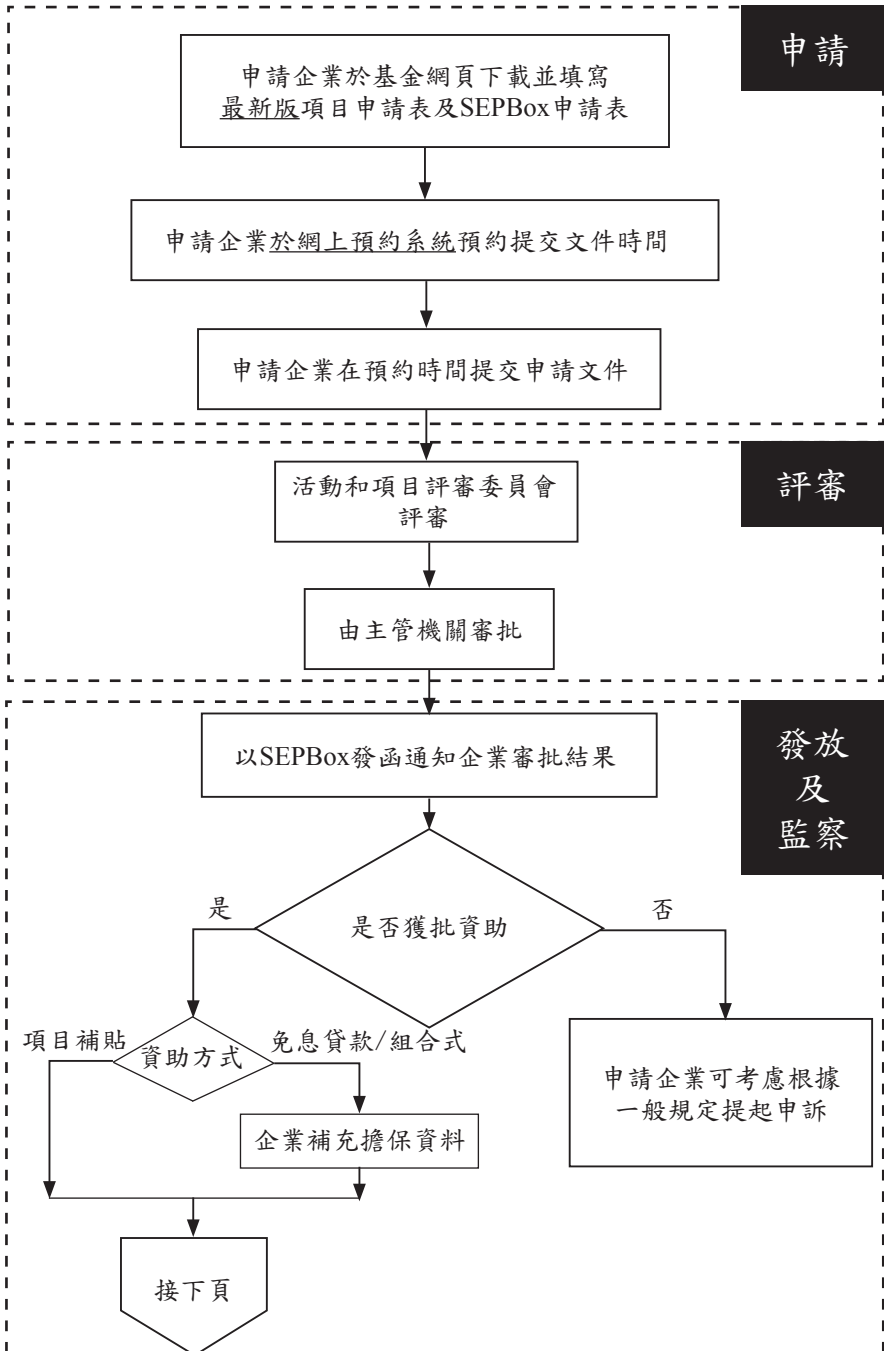 申請
申請企業於基金網頁下載並填寫
最新版項目申請表及SEPBox申請表
申請企業於網上預約系統預約提交文件時間
申請企業在預約時間提交申請文件
評審
活動和項目評審委員會
評審
由主管機關審批
發放
及
監察
以SEPBox發函通知企業審批結果
是否獲批資助
是
否
資助方式
項目補貼
免息貸款/組合式
企業補充擔保資料
申請企業可考慮根據
一般規定提起申訴
接下頁